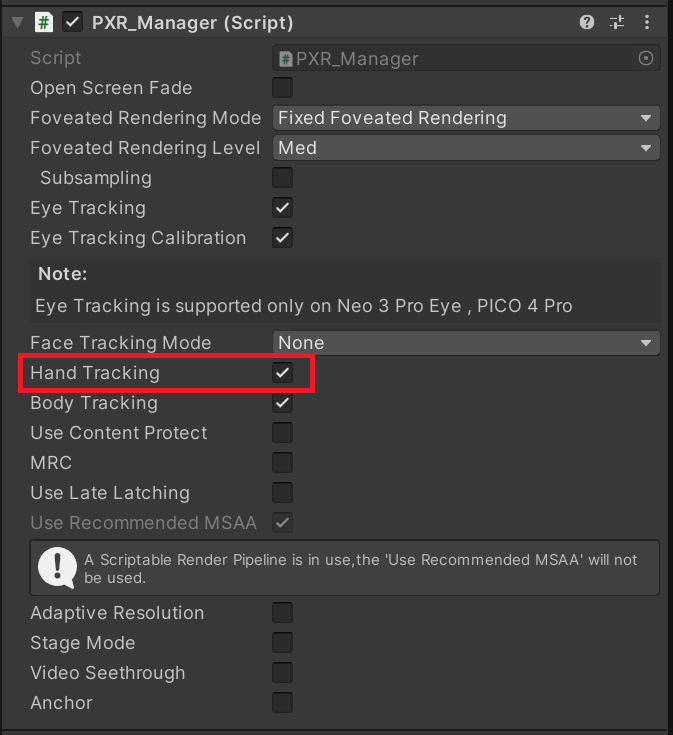 PXR_Manager (Script)
Script
PXR_Manager
Open Screen Fade
Foveated Rendering Mode
Fixed Foveated Rendering
Foveated Rendering Level
Med
Subsampling
Eye Tracking
Eye Tracking Calibration
Note:
Eye Tracking is supported only on Neo 3 Pro Eye , PICO 4 Pro
Face Tracking Mode
None
Hand Tracking
Body Tracking
Use Content Protect
MRC
Use Late Latching
Use Recommended MSAA
A Scriptable Render Pipeline is in use,the 'Use Recommended MSAA' will not
be used.
Adaptive Resolution
Stage Mode
Video Seethrough
Anchor